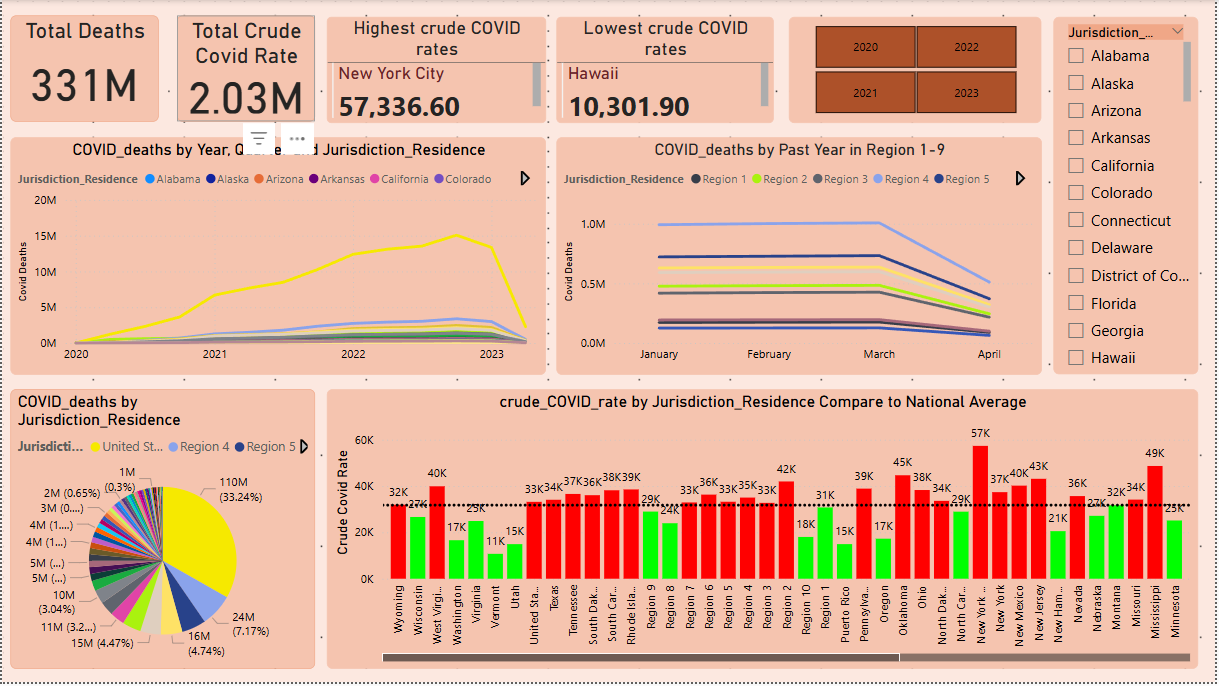 Total Deaths
331M
Total Crude
Covid Rate
2.03M
Highest crude COVID
rates
New York City
57,336.60
Lowest crude COVID
rates
Hawaii
10,301.90
2020
2022
2021
2023
Jurisdiction_...
Alabama
Alaska
Arizona
Arkansas
California
Colorado
Connecticut
Delaware
District of Co...
Florida
Georgia
Hawaii
COVID_deaths by Year, Qu
nd Jurisdiction_Residence
Jurisdiction_Residence Alabama Alaska Arizona Arkansas California Colorado
20M
15M
10M
5M
0M
Covid Deaths
2020 2021 2022 2023
COVID_deaths by Past Year in Region 1-9
Jurisdiction_Residence Region 1 Region 2 Region 3 Region 4 Region 5
1.0M
0.5M
0.0M
Covid Deaths
January February March April
COVID_deaths by
Jurisdiction_Residence
Jurisdicti... United St... Region 4 Region 5
1M
(0.3%)
2M (0.65%)
3M (0....)
4M (1....)
4M (1...)
5M (...)
5M (...)
10M
(3.04%)
11M (3.2...)
15M (4.47%)
16M
(4.74%)
24M
(7.17%)
110M
(33.24%)
crude_COVID_rate by Jurisdiction_Residence Compare to National Average
60K
40K
20K
0K
Crude Covid Rate
32K 27K 40K 17K 25K 11K 15K 33K 34K 37K 36K 38K 39K 29K 24K 33K 36K 33K 35K 33K 42K 18K 31K 15K 39K 17K 45K 38K 34K 29K 57K 37K 40K 43K 21K 36K 27K 32K 34K 49K 25K
Wyoming
Wisconsin
West Virgi...
Washington
Virginia
Vermont
Utah
United Sta...
Texas
Tennessee
South Dak...
South Car...
Rhode Isla...
Region 9
Region 8
Region 7
Region 6
Region 5
Region 4
Region 3
Region 2
Region 10
Region 1
Puerto Rico
Pennsylva...
Oregon
Oklahoma
Ohio
North Dak...
North Car...
New York ...
New York
New Mexico
New Jersey
New Ham...
Nevada
Nebraska
Montana
Missouri
Mississippi
Minnesota